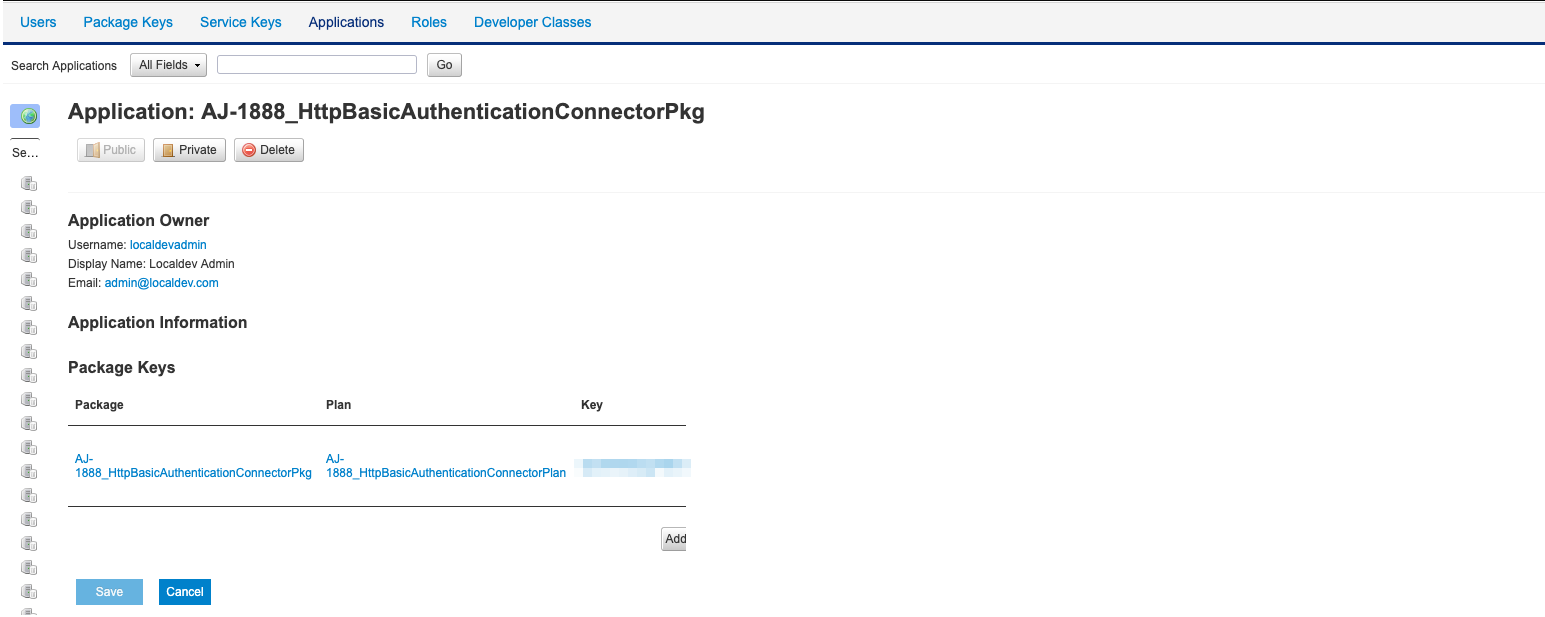 Users Package Keys Service Keys Applications Roles Developer Classes
Search Applications All Fields Go
Application: AJ-1888_HttpBasicAuthenticationConnectorPkg
Public Private Delete
Se...
Application Owner
Username: localdevadmin
Display Name: Localdev Admin
Email: admin@localdev.com
Application Information
Package Keys
Package Plan Key
AJ- AJ-
1888_HttpBasicAuthenticationConnectorPkg 1888_HttpBasicAuthenticationConnectorPlan
Add
Save Cancel